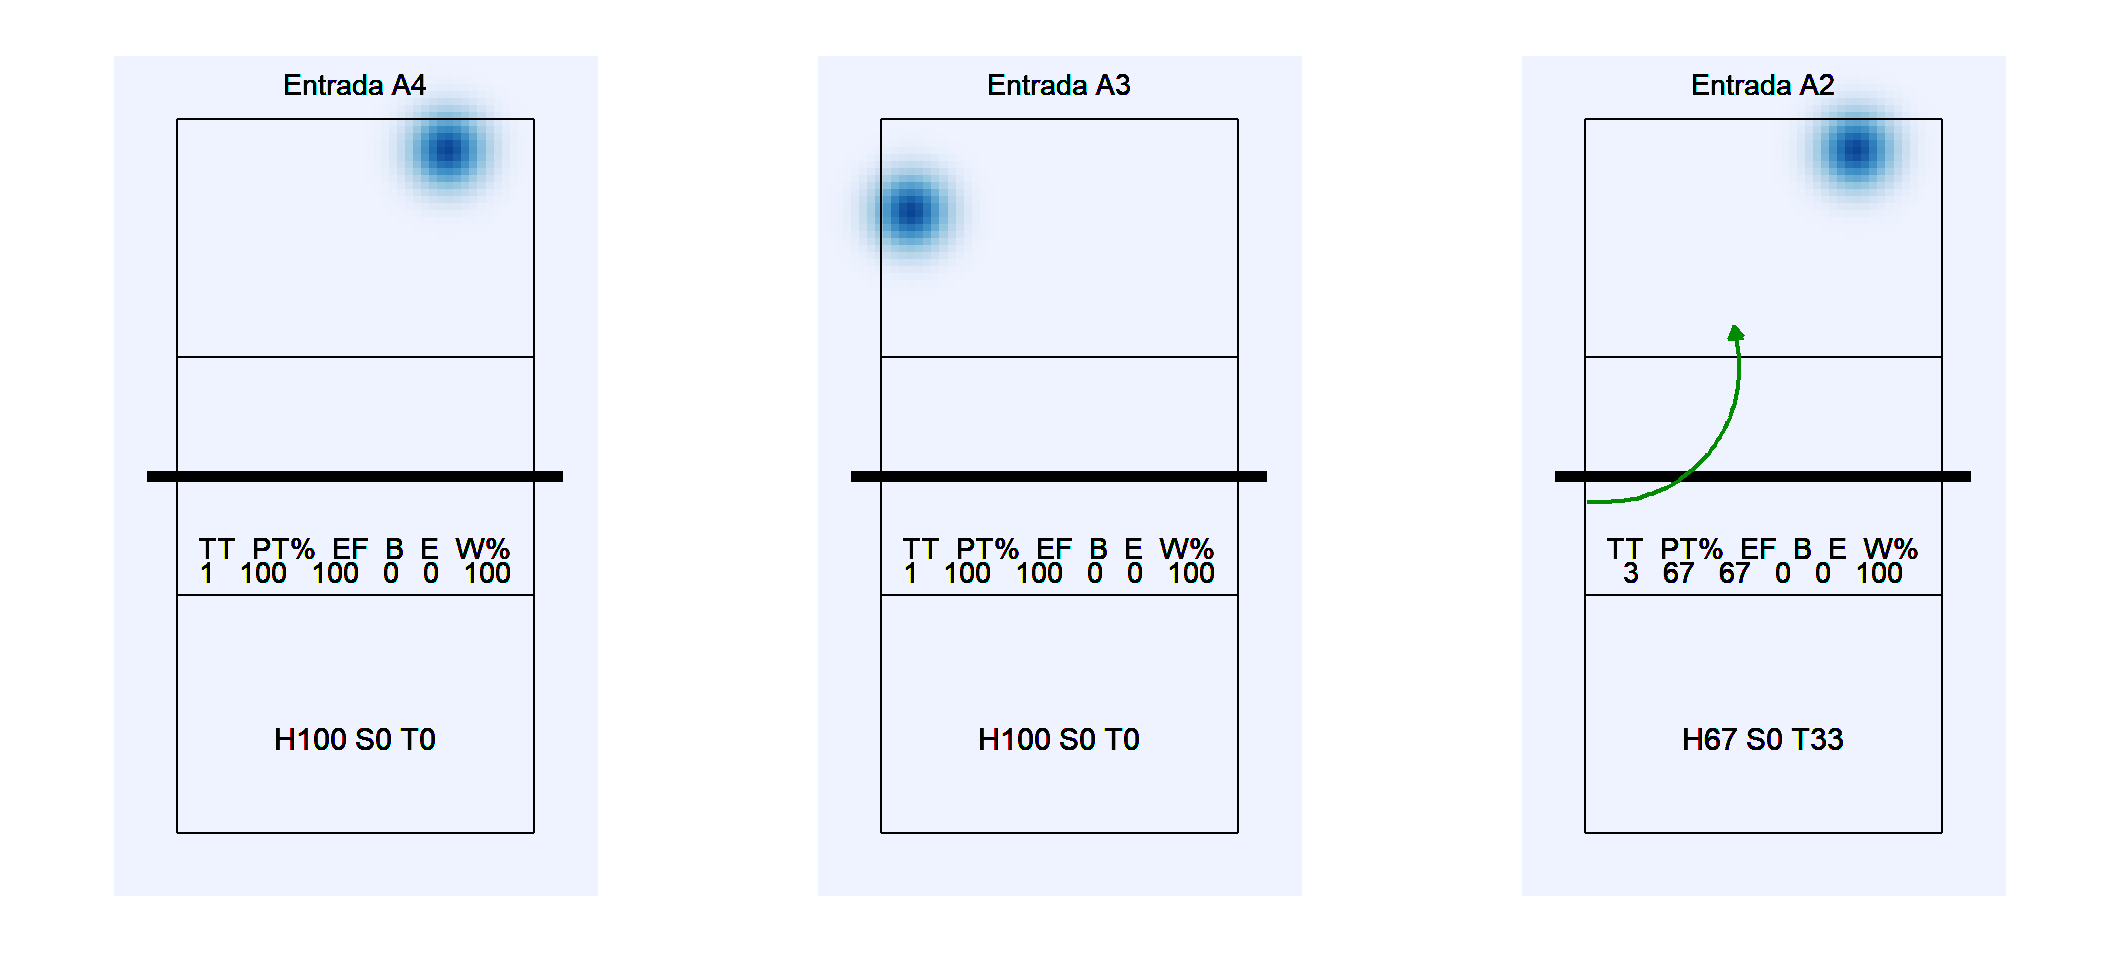 Entrada A4
TT PT% EF B E W%
1 100 100 0 0 100
H100 S0 T0
Entrada A3
TT PT% EF B E W%
1 100 100 0 0 100
H100 S0 T0
Entrada A2
TT PT% EF B E W%
3 67 67 0 0 100
H67 S0 T33